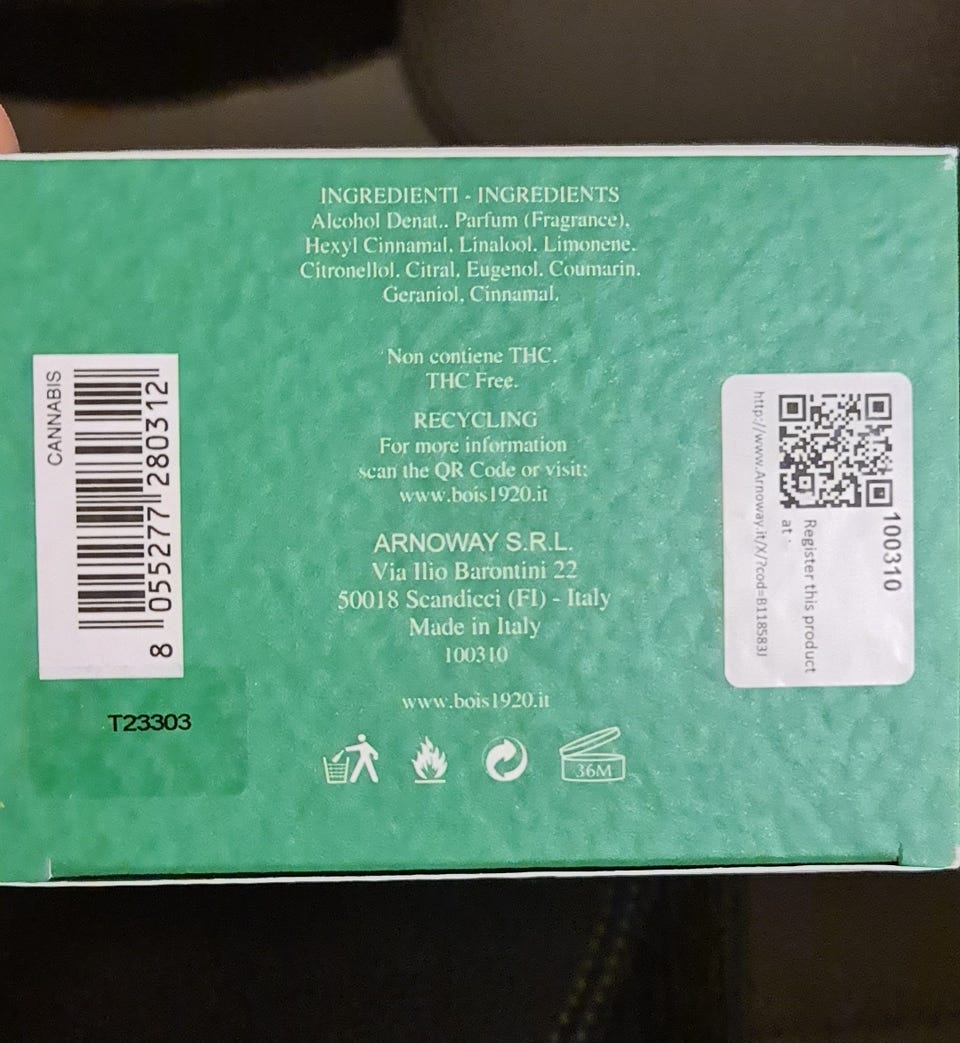 INGREDIENTI - INGREDIENTS
Alcohol Denat.. Parfum (Fragrance),
Hexyl Cinnamal, Linalool, Limonene,
Citronellol, Citral, Eugenol, Coumarin,
Geraniol, Cinnamal.
Non contiene THC.
THC Free.
RECYCLING
For more information
scan the QR Code or visit:
www.bois1920.it
ARNOWAY S.R.L.
Via Ilio Barontini 22
50018 Scandicci (FI) - Italy
Made in Italy
100310
www.bois1920.it
36M
CANNABIS
8 055277 280312
T23303
100310
Register this product
at :
http://www.Arnoway.it/X/?cod=B118583J